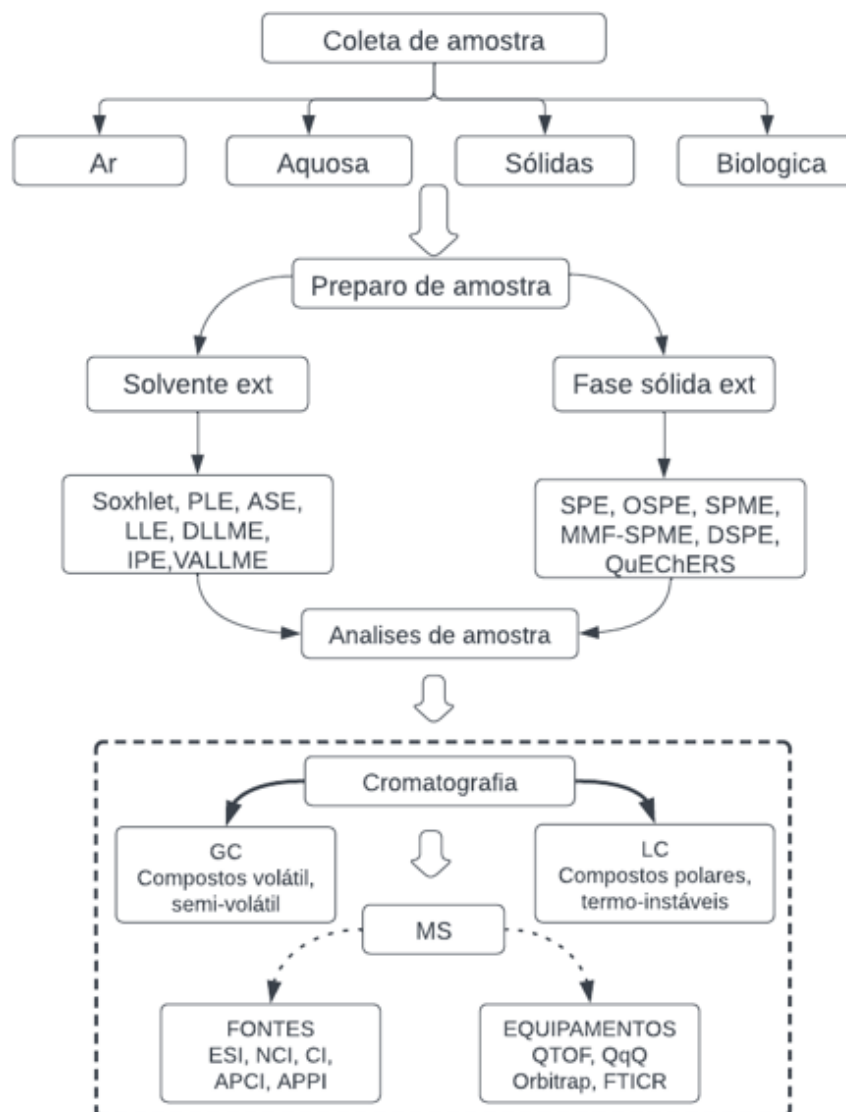 Coleta de amostra
Ar
Aquosa
Sólidas
Biologica
Preparo de amostra
Solvente ext
Fase sólida ext
Soxhlet, PLE, ASE,
LLE, DLLME,
IPE,VALLME
SPE, OSPE, SPME,
MMF-SPME, DSPE,
QuEChERS
Analises de amostra
Cromatografia
GC
Compostos volátil,
semi-volátil
LC
Compostos polares,
termo-instáveis
MS
FONTES
ESI, NCI, CI,
APCI, APPI
EQUIPAMENTOS
QTOF, QqQ
Orbitrap, FTICR